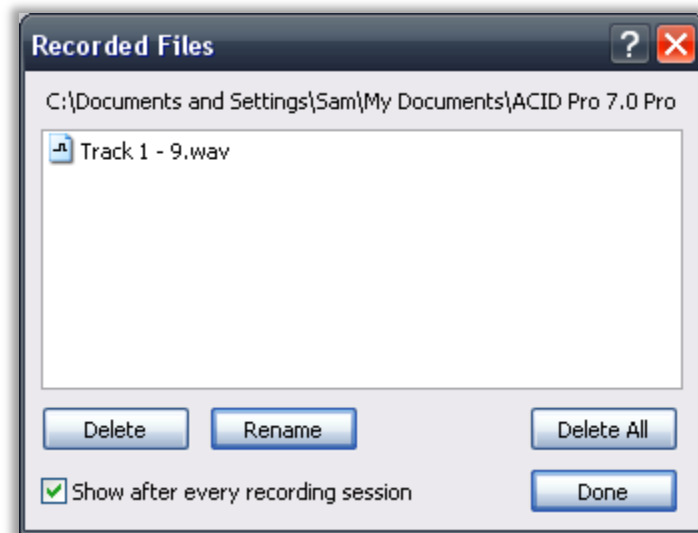 Recorded Files
C:\Documents and Settings\Sam\My Documents\ACID Pro 7.0 Pro
Track 1 - 9.wav
Delete Rename Delete All
Show after every recording session Done